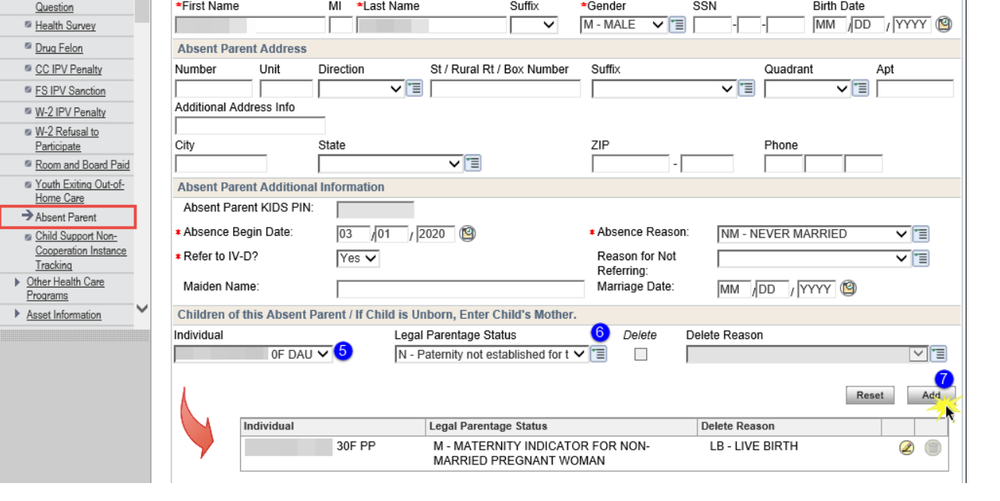 Question
Health Survey
Drug Felon
CC IPV Penalty
FS IPV Sanction
W-2 IPV Penalty
W-2 Refusal to
Participate
Room and Board Paid
Youth Exiting Out-of-
Home Care
Absent Parent
Child Support Non-
Cooperation Instance
Tracking
Other Health Care
Programs
Asset Information
*First Name MI *Last Name Suffix *Gender SSN Birth Date
M - MALE - - MM / DD / YYYY
Absent Parent Address
Number Unit Direction St / Rural Rt / Box Number Suffix Quadrant Apt
Additional Address Info
City State ZIP Phone
-
Absent Parent Additional Information
Absent Parent KIDS PIN:
* Absence Begin Date: 03 / 01 / 2020 * Absence Reason: NM - NEVER MARRIED
* Refer to IV-D? Yes Reason for Not
Referring:
Maiden Name: Marriage Date: MM / DD / YYYY
Children of this Absent Parent / If Child is Unborn, Enter Child's Mother.
Individual Legal Parentage Status 6 Delete Delete Reason
0F DAU 5 N - Paternity not established for t
7
Reset Add
Individual Legal Parentage Status Delete Reason
30F PP M - MATERNITY INDICATOR FOR NON- LB - LIVE BIRTH
MARRIED PREGNANT WOMAN